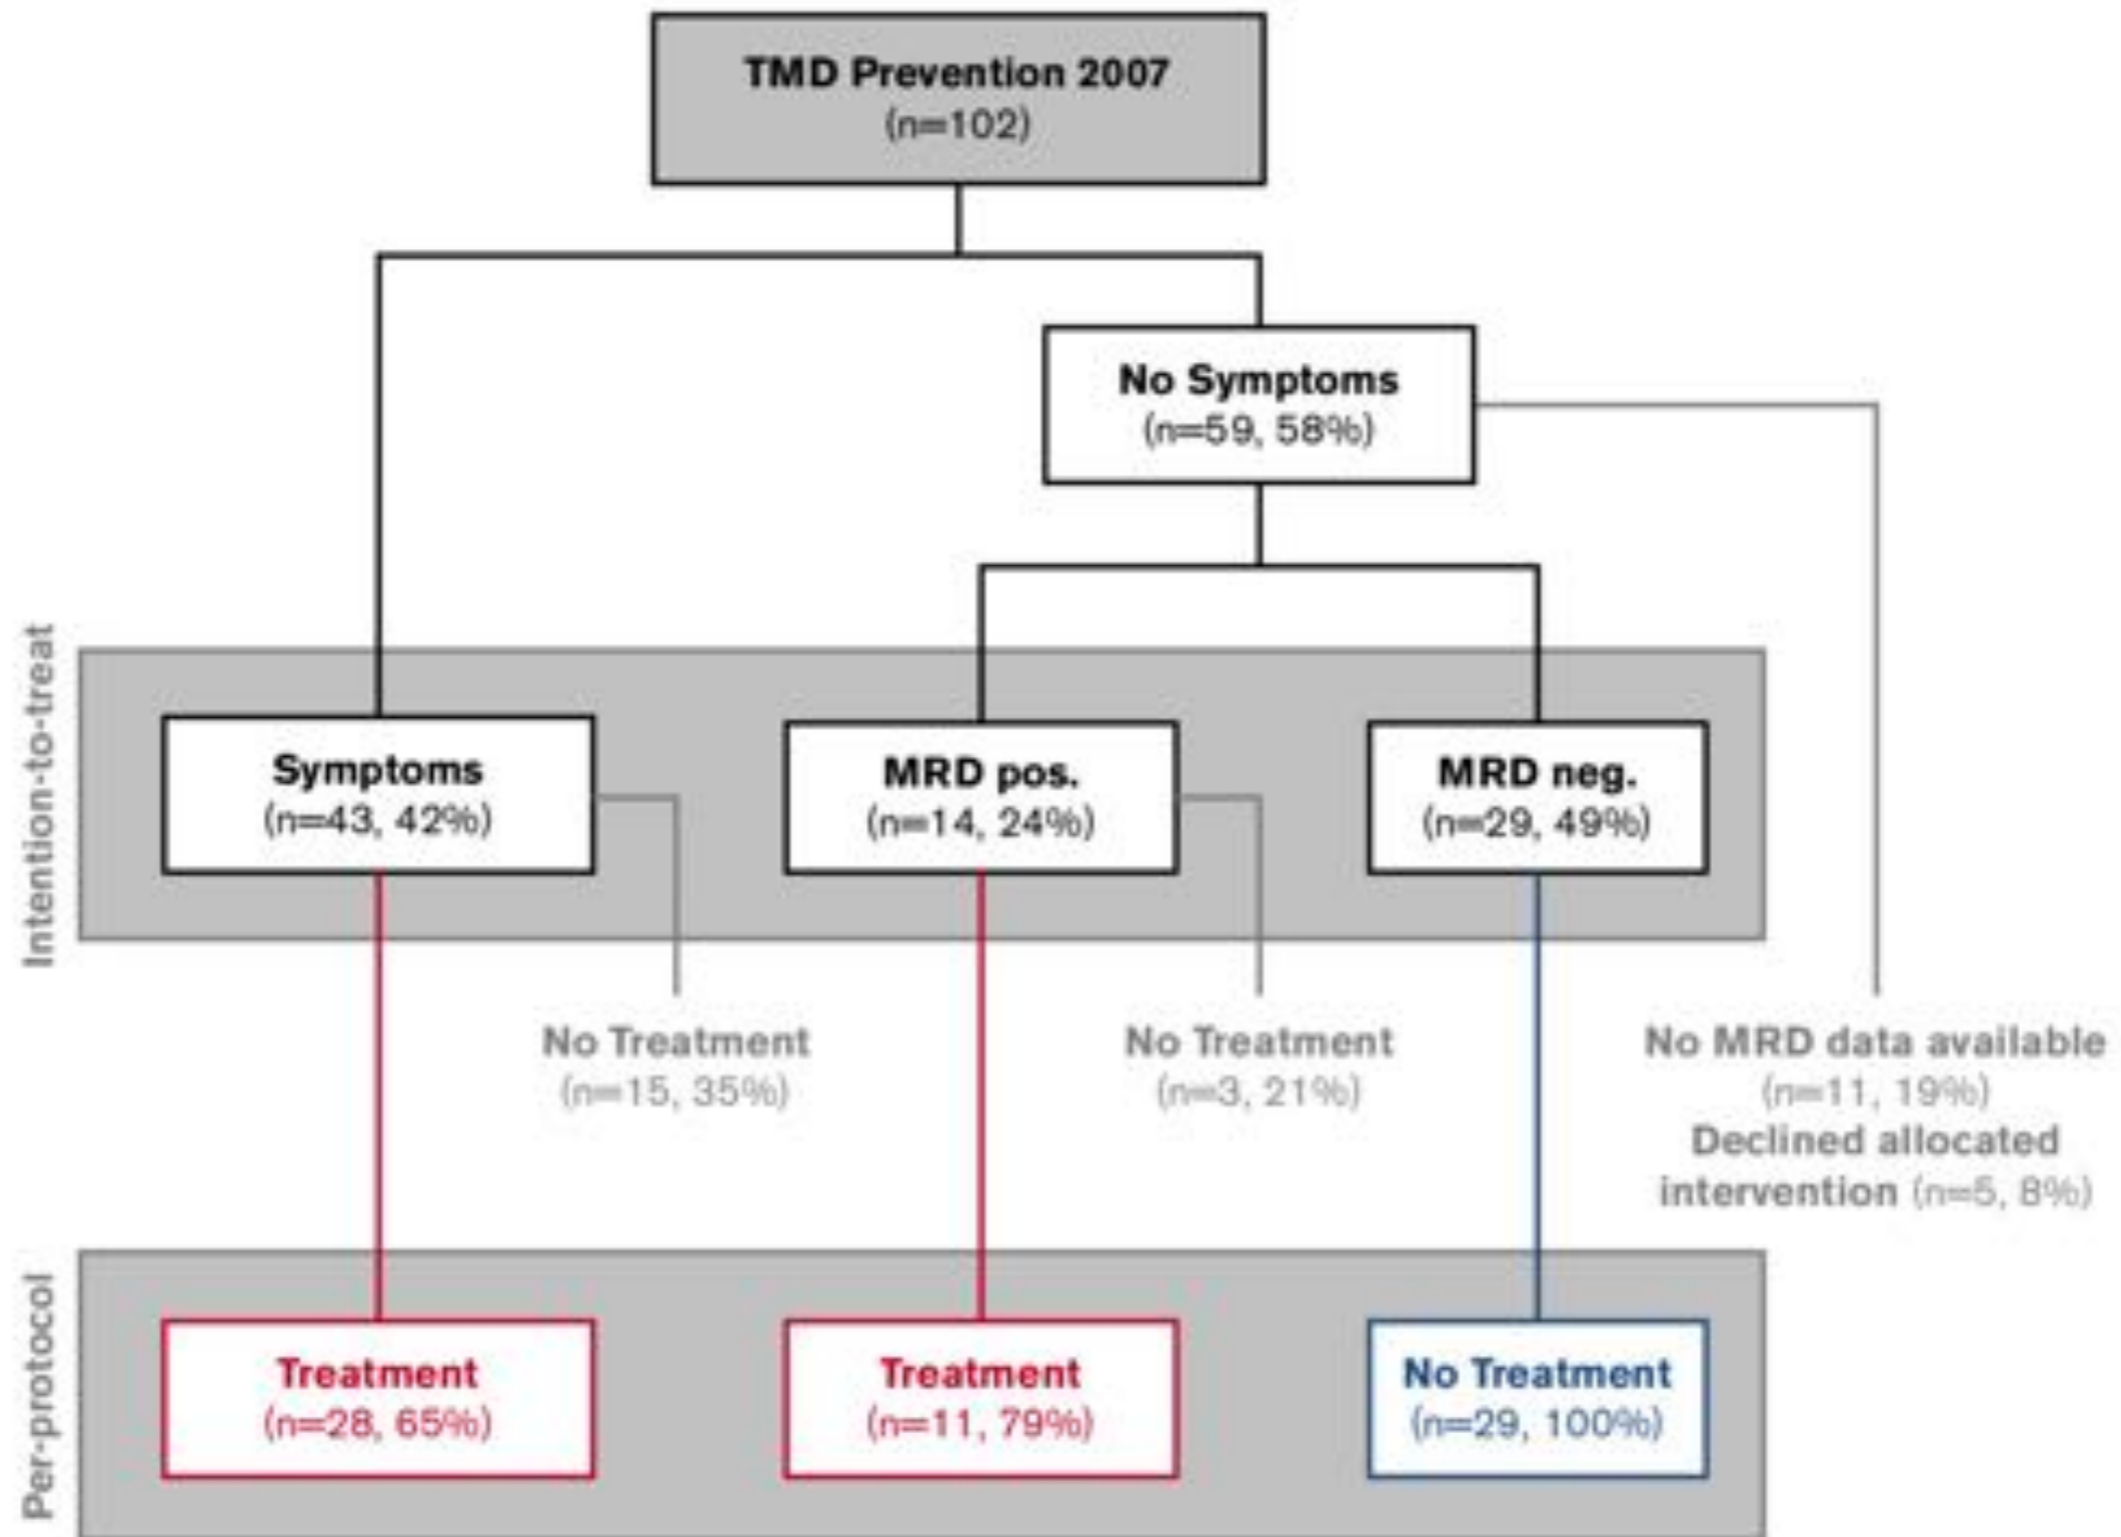 TMD Prevention 2007
(n=102)
No Symptoms
(n=59, 58%)
Intention-to-treat
Symptoms
(n=43, 42%)
MRD pos.
(n=14, 24%)
MRD neg.
(n=29, 49%)
No Treatment
(n=15, 35%)
No Treatment
(n=3, 21%)
No MRD data available
(n=11, 19%)
Declined allocated
intervention (n=5, 8%)
Per-protocol
Treatment
(n=28, 65%)
Treatment
(n=11, 79%)
No Treatment
(n=29, 100%)